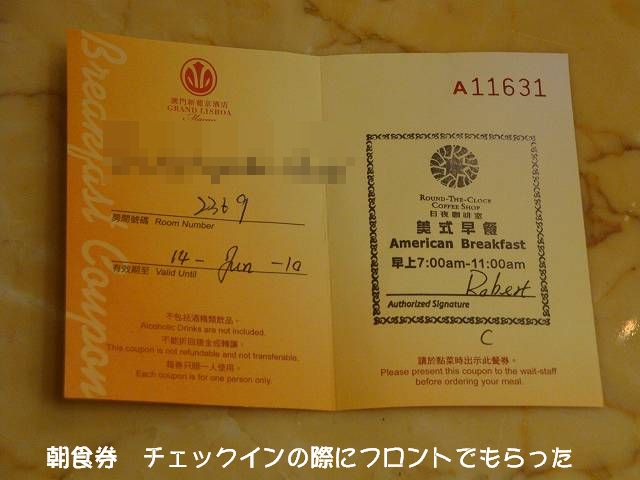 Breakfast Coupon
澳門新葡京酒店
GRAND LISBOA
Macau
2369
房間號碼 Room Number
14 - Jun - 10
有效期至 Valid Until
不包括酒精類飲品。
Alcoholic Drinks are not included.
不能折回現金或轉讓。
This coupon is not refundable and not transferable.
每券只限一人使用。
Each coupon is for one person only.
A11631
ROUND-THE-CLOCK
COFFEE SHOP
日夜咖啡室
美式早餐
American Breakfast
早上7:00am-11:00am
Robert
Authorized Signature
C
請於點菜時出示此餐券。
Please present this coupon to the wait-staff
before ordering your meal.
朝食券 チェックインの際にフロントでもらった